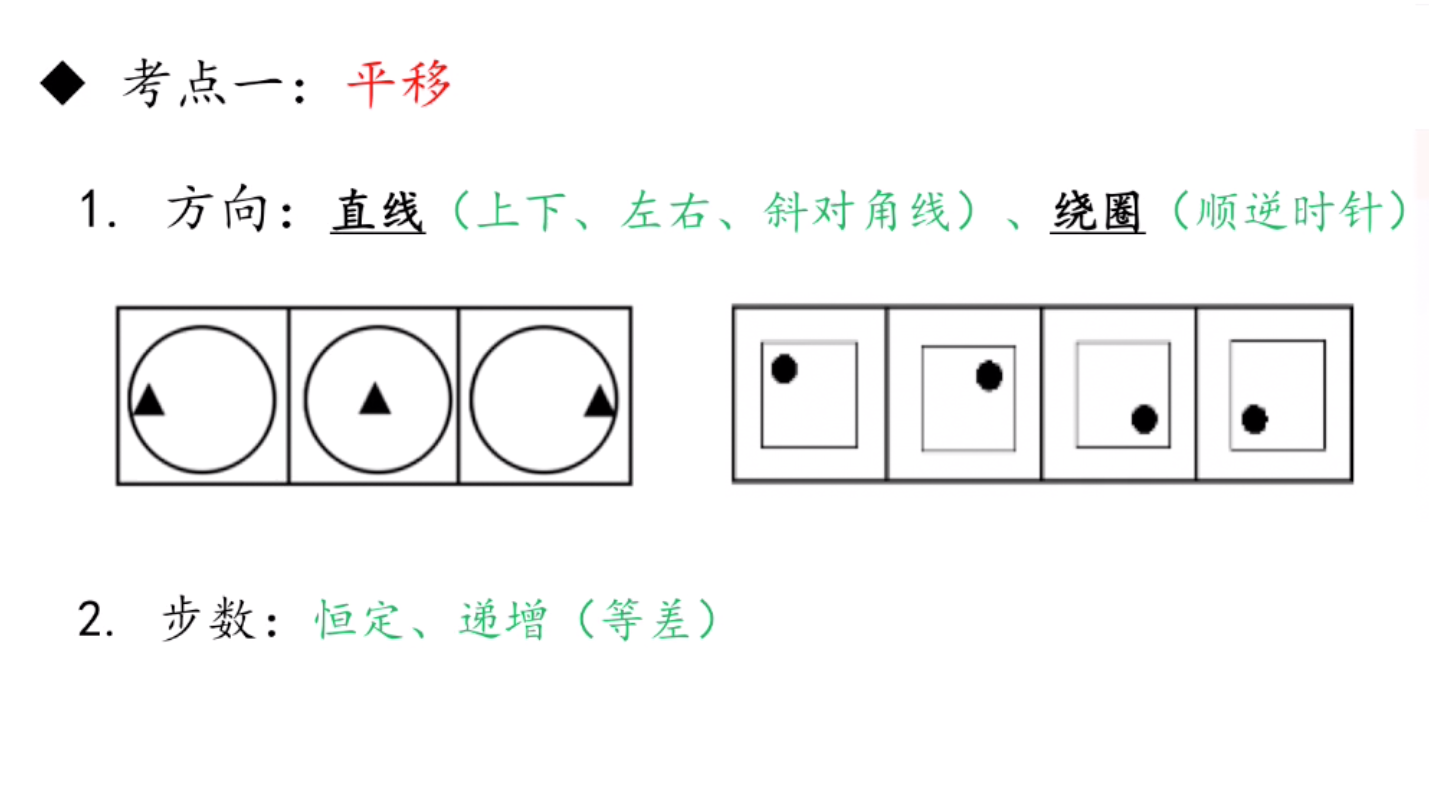 ◆ 考点一：平移
1. 方向：直线（上下、左右、斜对角线）、绕圈（顺逆时针）
2. 步数：恒定、递增（等差）